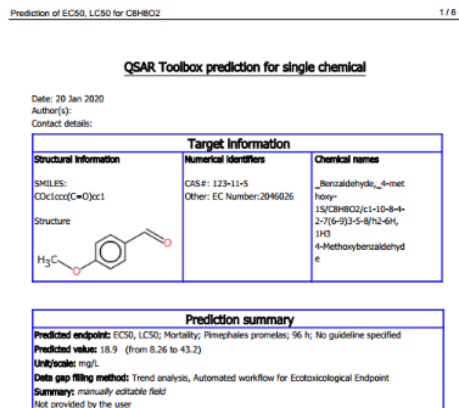 Prediction of EC50, LC50 for C8H8O2 1 / 6
QSAR Toolbox prediction for single chemical
Date: 20 Jan 2020
Author(s):
Contact details:
Target information
Structural information Numerical identifiers Chemical names
SMILES: CAS#: 123-11-5 _Benzaldehyde,_4-met
COc1ccc(C=O)cc1 Other: EC Number:2046026 hoxy-
1S/C8H8O2/c1-10-8-4-
Structure 2-7(6-9)3-5-8/h2-6H,
1H3
4-Methoxybenzaldehyd
e
O
H3C
O
Prediction summary
Predicted endpoint: EC50, LC50; Mortality; Pimephales promelas; 96 h; No guideline specified
Predicted value: 18.9 (from 8.26 to 43.2)
Unit/scale: mg/L
Data gap filling method: Trend analysis, Automated workflow for Ecotoxicological Endpoint
Summary: manually editable field
Not provided by the user